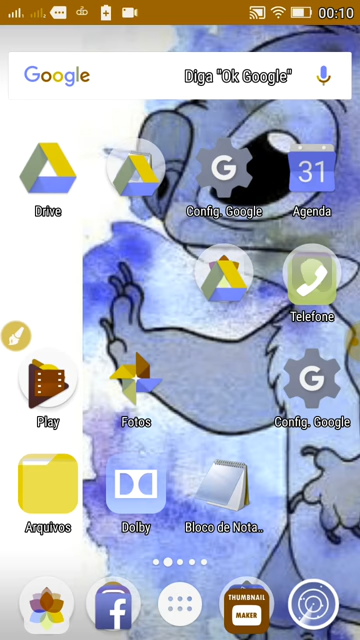 00:10
Google
Diga "Ok Google"
Drive
G
Config. Google
31
Agenda
Telefone
Play
Fotos
G
Config. Google
Arquivos
Dolby
Bloco de Nota..
f
THUMBNAIL
MAKER